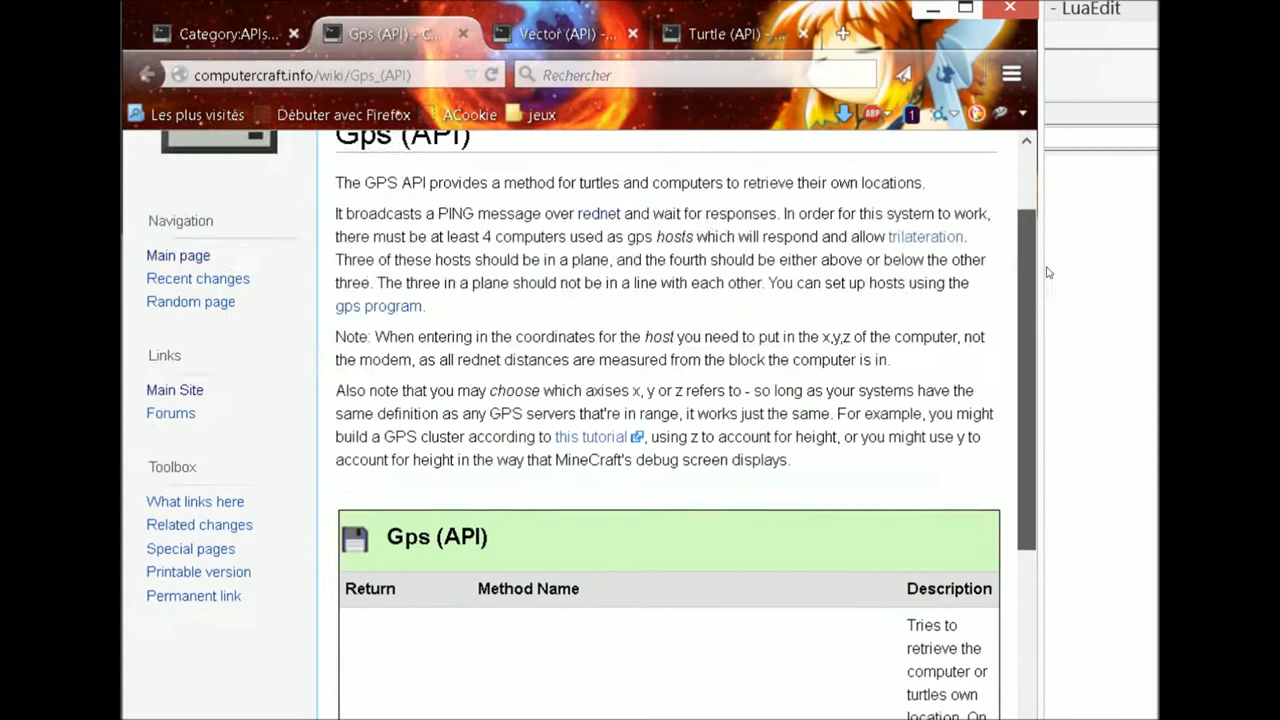 - LuaEdit
Category:APIs...
Gps (API) - C...
Vector (API) -...
Turtle (API) - ...
computercraft.info/wiki/Gps_(API)
Rechercher
Les plus visités
Débuter avec Firefox
ACookie
jeux
ABP
1
Gps (API)
The GPS API provides a method for turtles and computers to retrieve their own locations.
It broadcasts a PING message over rednet and wait for responses. In order for this system to work,
there must be at least 4 computers used as gps hosts which will respond and allow trilateration.
Three of these hosts should be in a plane, and the fourth should be either above or below the other
three. The three in a plane should not be in a line with each other. You can set up hosts using the
gps program.
Note: When entering in the coordinates for the host you need to put in the x,y,z of the computer, not
the modem, as all rednet distances are measured from the block the computer is in.
Also note that you may choose which axises x, y or z refers to - so long as your systems have the
same definition as any GPS servers that're in range, it works just the same. For example, you might
build a GPS cluster according to this tutorial, using z to account for height, or you might use y to
account for height in the way that MineCraft's debug screen displays.
Navigation
Main page
Recent changes
Random page
Links
Main Site
Forums
Toolbox
What links here
Related changes
Special pages
Printable version
Permanent link
Gps (API)
Return
Method Name
Description
Tries to
retrieve the
computer or
turtles own
location. On